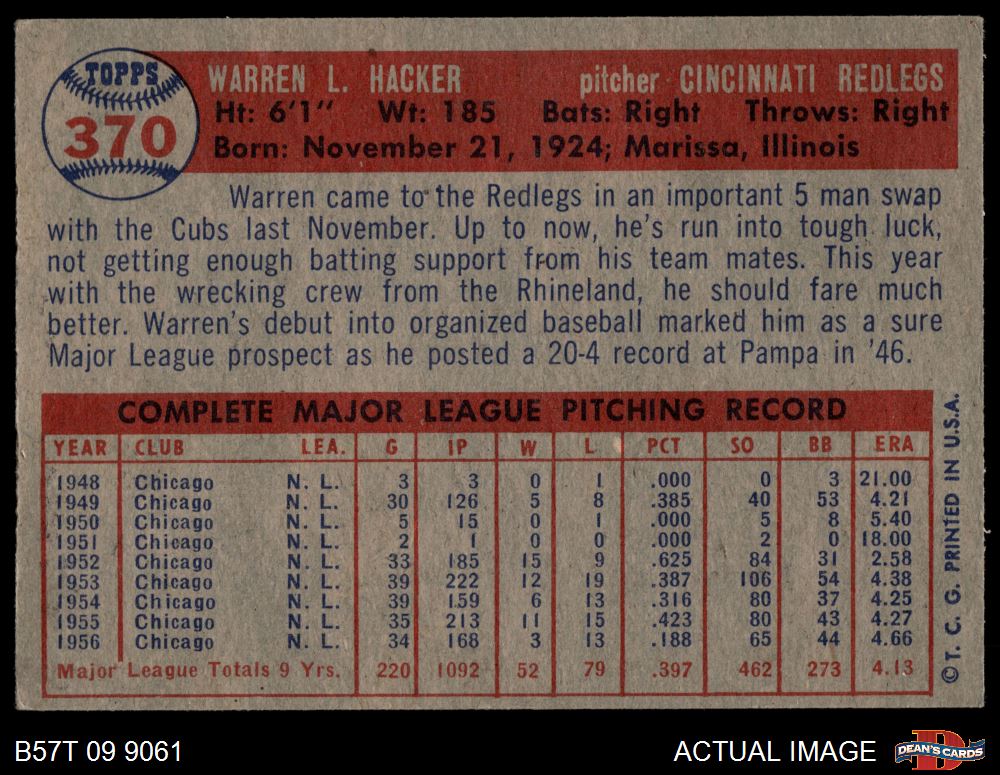 TOPPS
370
WARREN L. HACKER pitcher CINCINNATI REDLEGS
Ht: 6'1" Wt: 185 Bats: Right Throws: Right
Born: November 21, 1924; Marissa, Illinois
Warren came to the Redlegs in an important 5 man swap
with the Cubs last November. Up to now, he's run into tough luck,
not getting enough batting support from his team mates. This year
with the wrecking crew from the Rhineland, he should fare much
better. Warren's debut into organized baseball marked him as a sure
Major League prospect as he posted a 20-4 record at Pampa in '46.
COMPLETE MAJOR LEAGUE PITCHING RECORD
YEAR CLUB LEA. G IP W L PCT SO BB ERA
1948 Chicago N. L. 3 3 0 1 .000 0 3 21.00
1949 Chicago N. L. 30 126 5 8 .385 40 53 4.21
1950 Chicago N. L. 5 15 0 1 .000 5 8 5.40
1951 Chicago N. L. 2 1 0 0 .000 2 0 18.00
1952 Chicago N. L. 33 185 15 9 .625 84 31 2.58
1953 Chicago N. L. 39 222 12 19 .387 106 54 4.38
1954 Chicago N. L. 39 159 6 13 .316 80 37 4.25
1955 Chicago N. L. 35 213 11 15 .423 80 43 4.27
1956 Chicago N. L. 34 168 3 13 .188 65 44 4.66
Major League Totals 9 Yrs. 220 1092 52 79 .397 462 273 4.13
© T. C. G. PRINTED IN U.S.A.
B57T 09 9061 ACTUAL IMAGE
D
DEAN'S CARDS